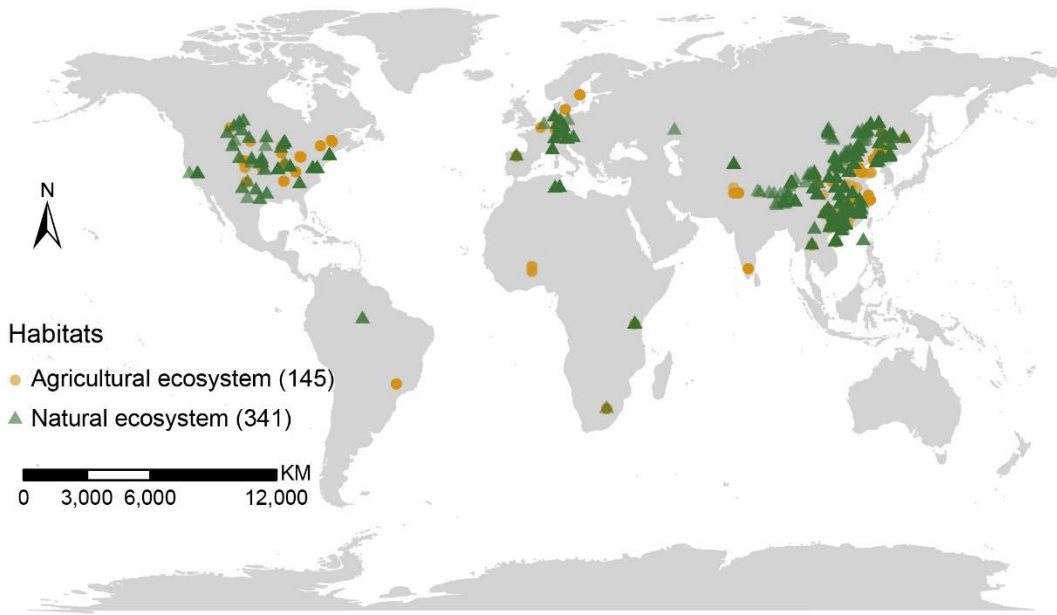 N
Habitats
Agricultural ecosystem (145)
Natural ecosystem (341)
KM
0 3,000 6,000 12,000